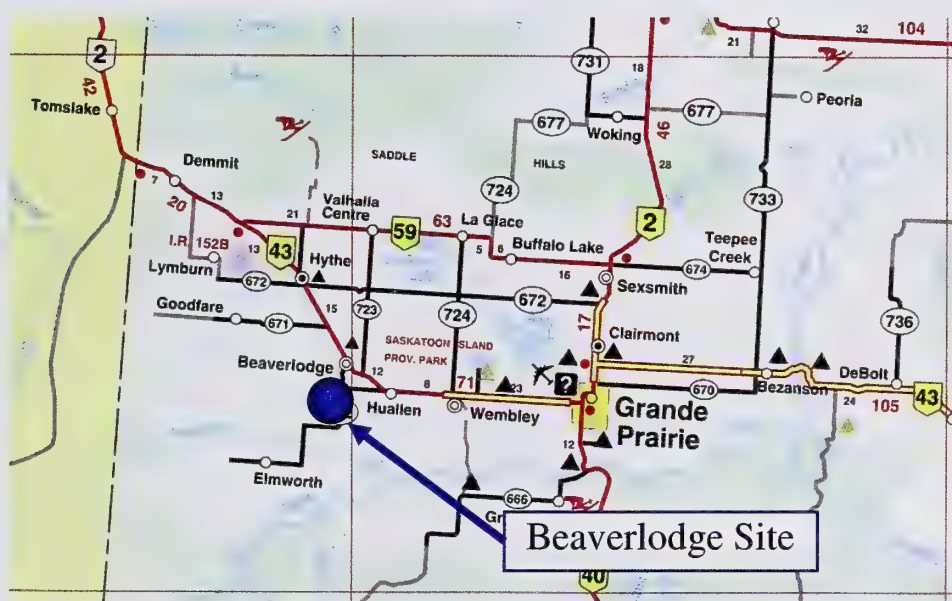 21
32
104
2
731
18
42
Tomslake
Peoria
677
Woking
46
677
SADDLE
28
Demmit
7
13
HILLS
20
724
733
21
Valhalla
Centre
59
63
La Glace
2
I.R. 152B
13
43
5
6
Buffalo Lake
Teepee
Creek
Lymburn
Hythe
16
674
672
672
Sexsmith
Goodfare
15
723
724
17
736
671
SASKATOON ISLAND
PROV. PARK
Clairmont
Beaverlodge
12
27
DeBolt
8
71
23
?
670
Bezanson
24
105
43
Huallen
Wembley
Grande
Prairie
12
Elmworth
666
Gr
Beaverlodge Site
40